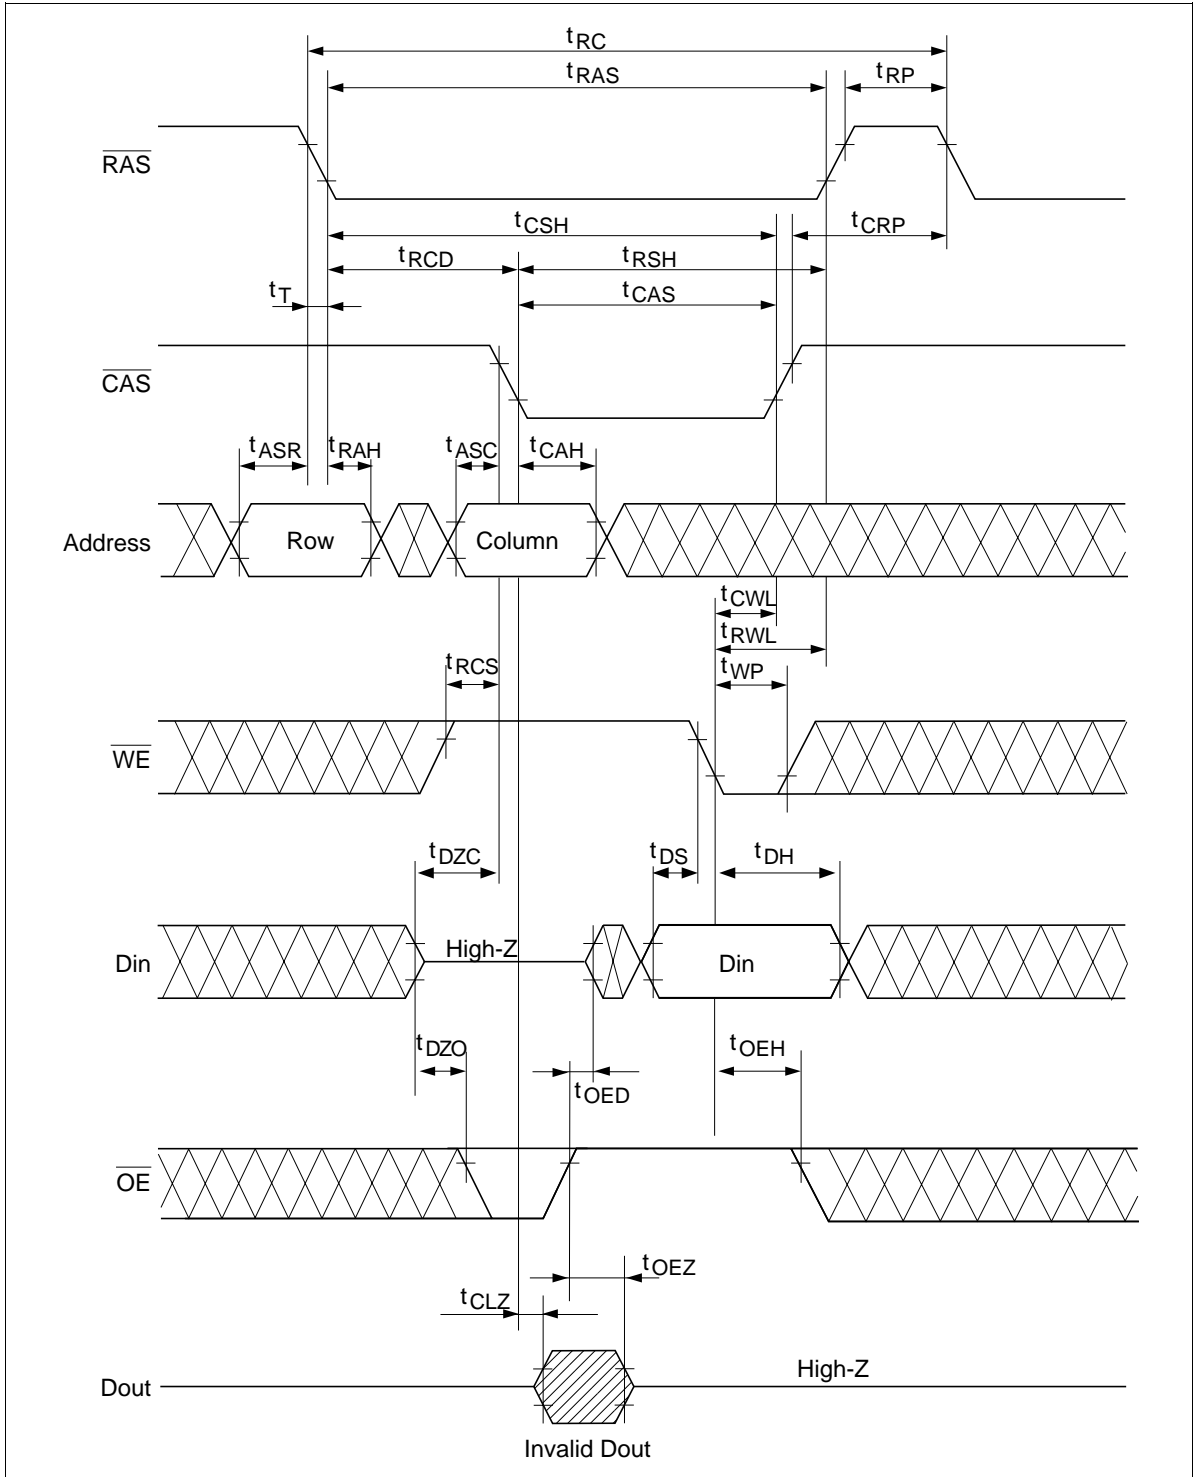 tRC
tRAS
tRP
RAS
tCSH
tCRP
tRCD
tRSH
tT
tCAS
CAS
tASR
tRAH
tASC
tCAH
Address
Row
Column
tCWL
tRWL
tRCS
tWP
WE
tDZC
tDS
tDH
High-Z
Din
Din
tDZO
tOEH
tOED
OE
tOEZ
tCLZ
High-Z
Dout
Invalid Dout